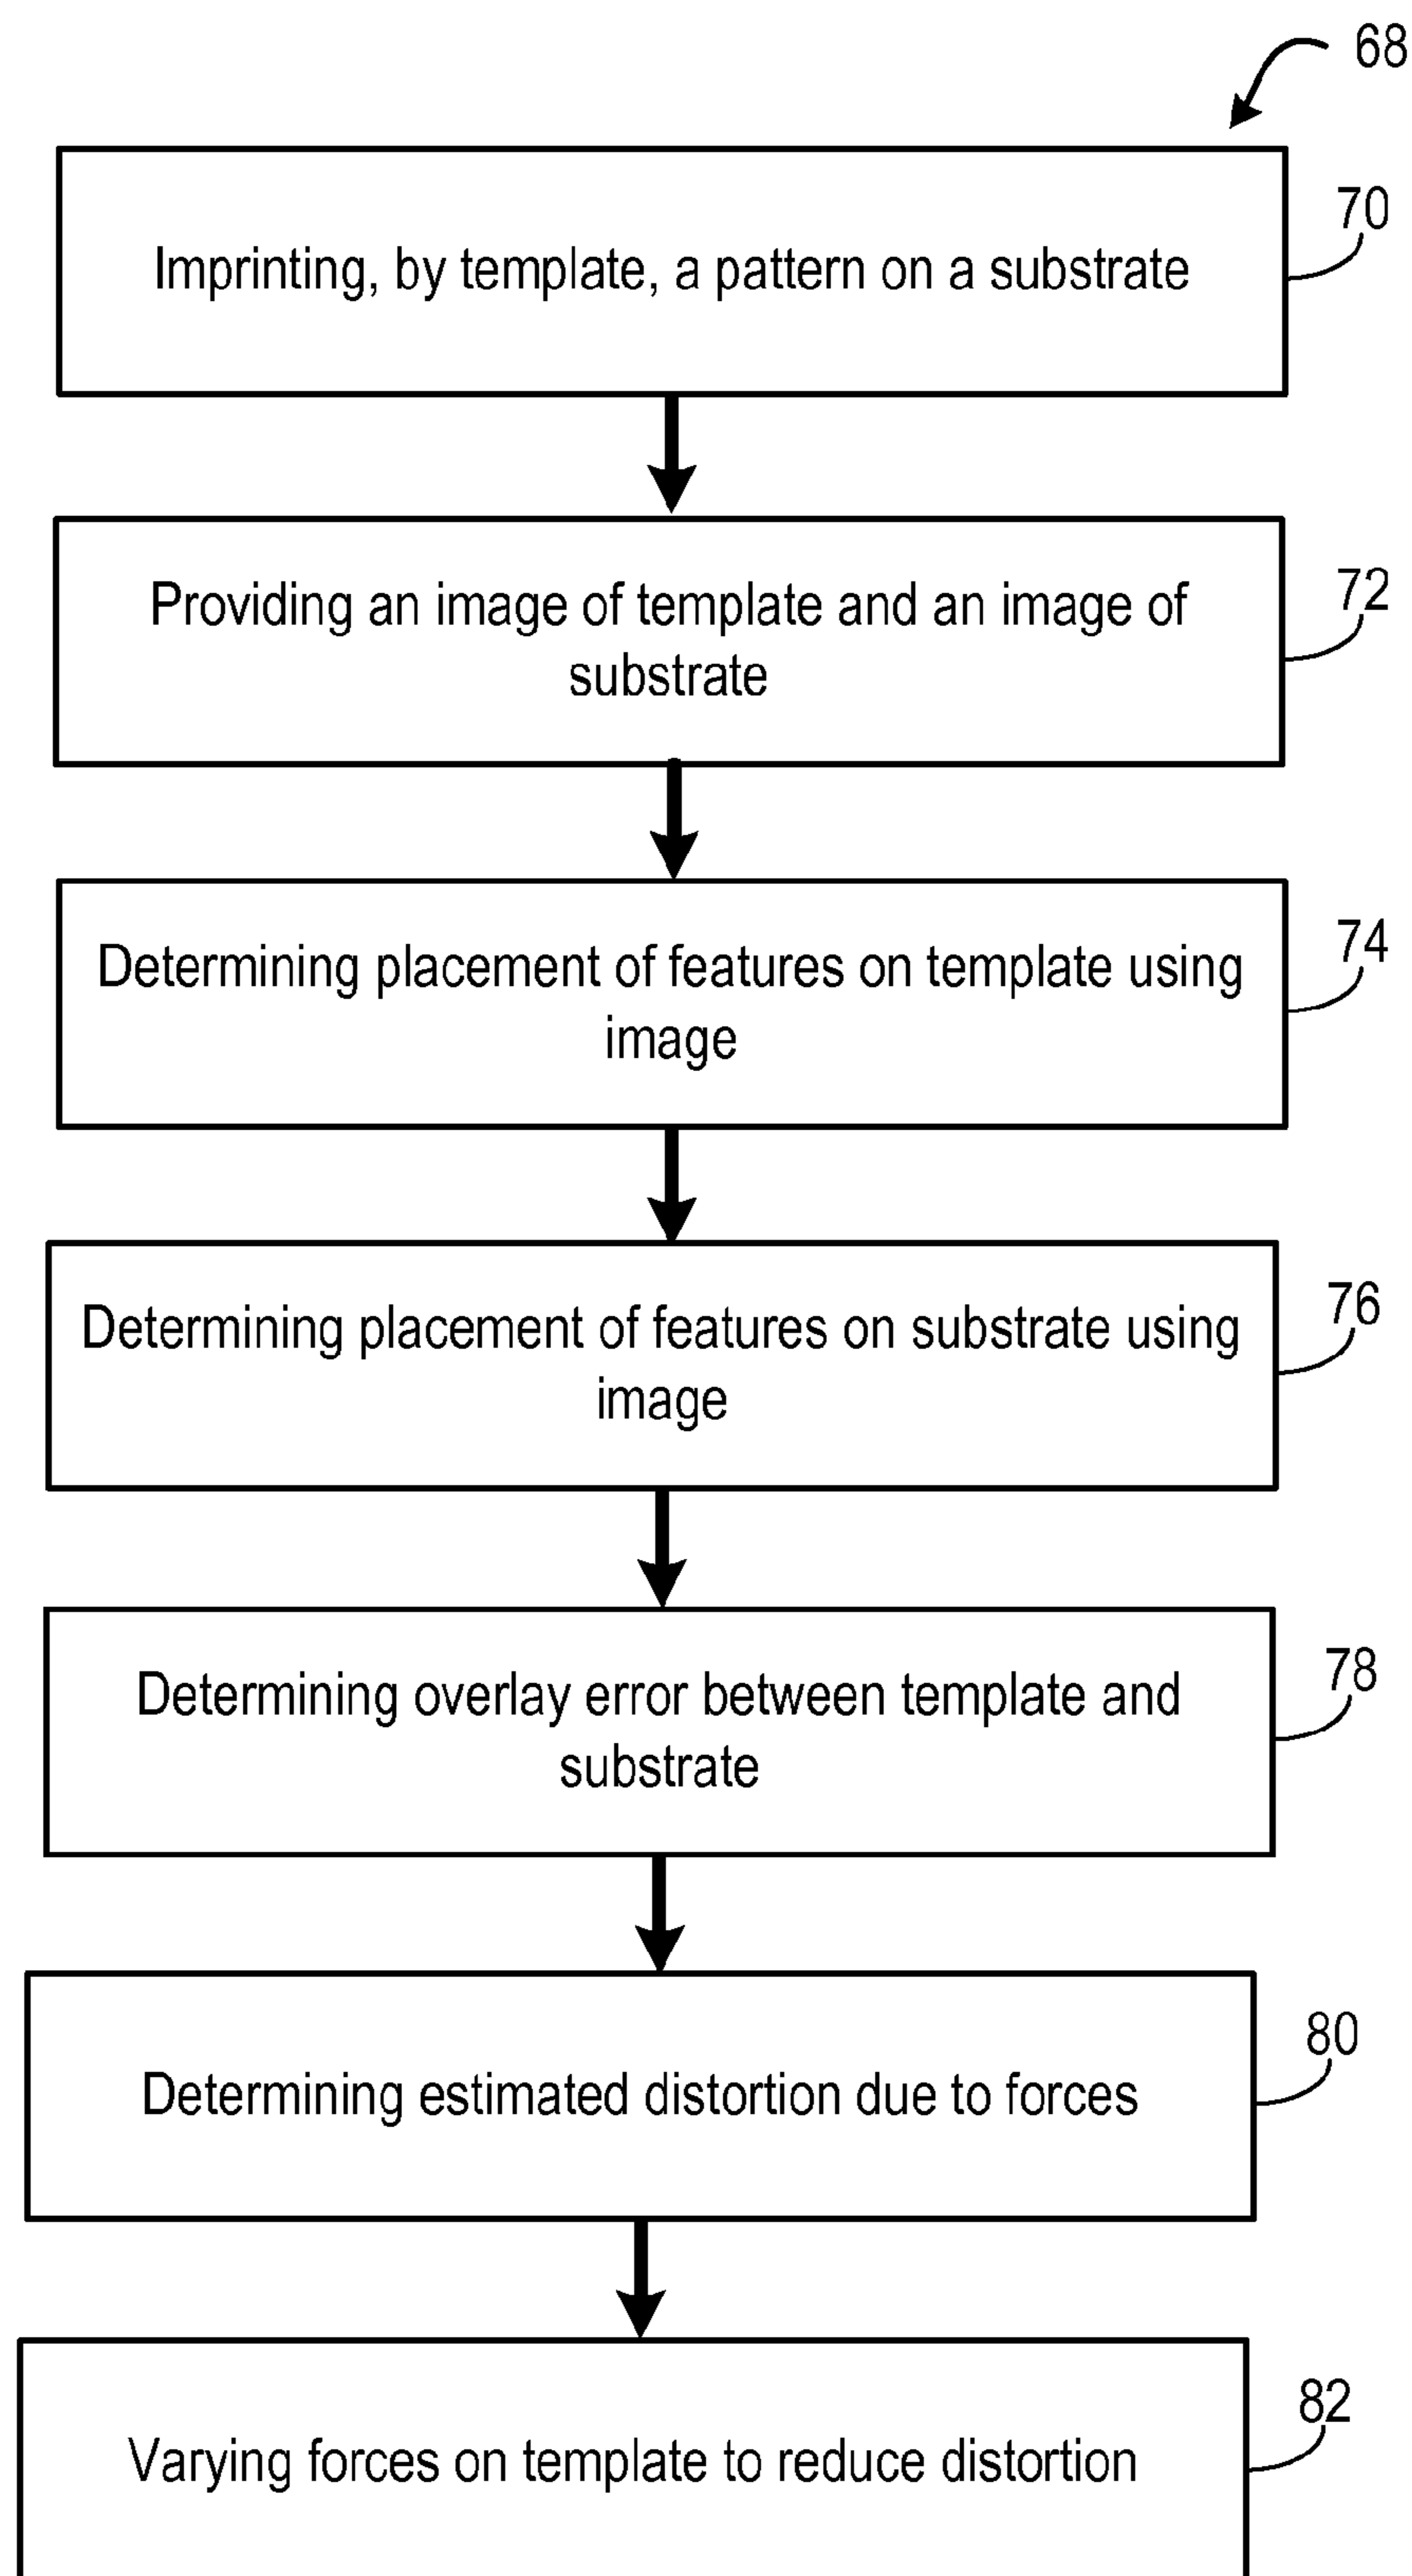 68
70
Imprinting, by template, a pattern on a substrate
72
Providing an image of template and an image of
substrate
74
Determining placement of features on template using
image
76
Determining placement of features on substrate using
image
78
Determining overlay error between template and
substrate
80
Determining estimated distortion due to forces
82
Varying forces on template to reduce distortion